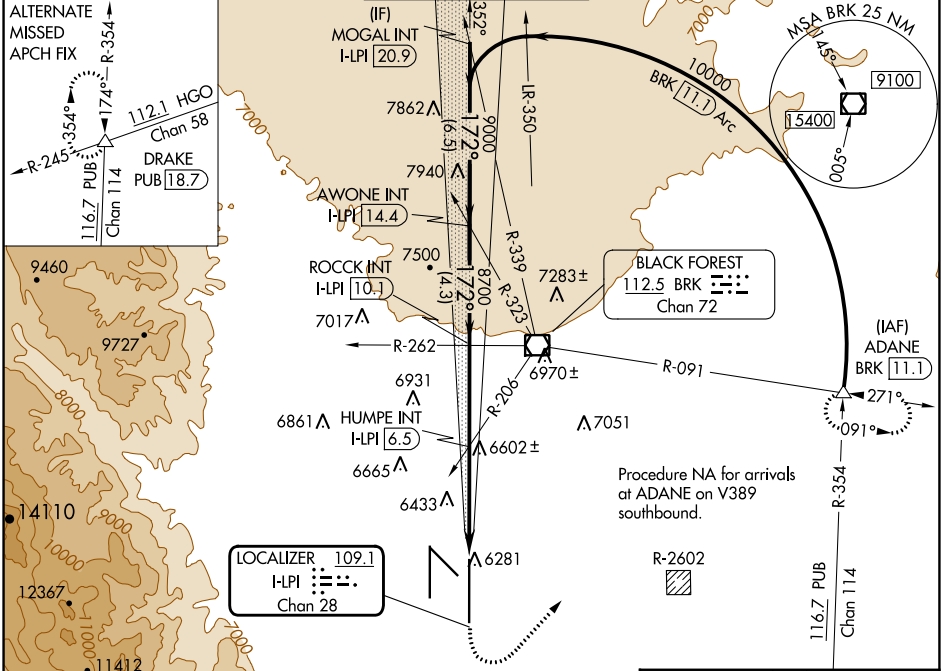 ALTERNATE
MISSED
APCH FIX
R-354
174°
354°
112.1 HGO
Chan 58
R-245
DRAKE
PUB 18.7
116.7 PUB
Chan 114
(IF)
MOGAL INT
I-LPI 20.9
352°
7000
7000
MSA BRK 25 NM
145°
9100
15400
005°
10000
BRK 11.1 Arc
LR-350
9000
172°
(6.5)
7862
7940
AWONE INT
I-LPI 14.4
R-339
R-323
7500
8700
172°
(4.3)
ROCCK INT
I-LPI 10.1
7017
7283±
BLACK FOREST
112.5 BRK
Chan 72
R-262
6970±
R-091
(IAF)
ADANE
BRK 11.1
271°
091°
9460
9727
8000
6931
6861
HUMPE INT
I-LPI 6.5
R-206
7051
6602±
6665
6433
Procedure NA for arrivals
at ADANE on V389
southbound.
R-354
14110
9000
10000
12367
11000
11412
7000
LOCALIZER 109.1
I-LPI
Chan 28
6281
R-2602
116.7 PUB
Chan 114